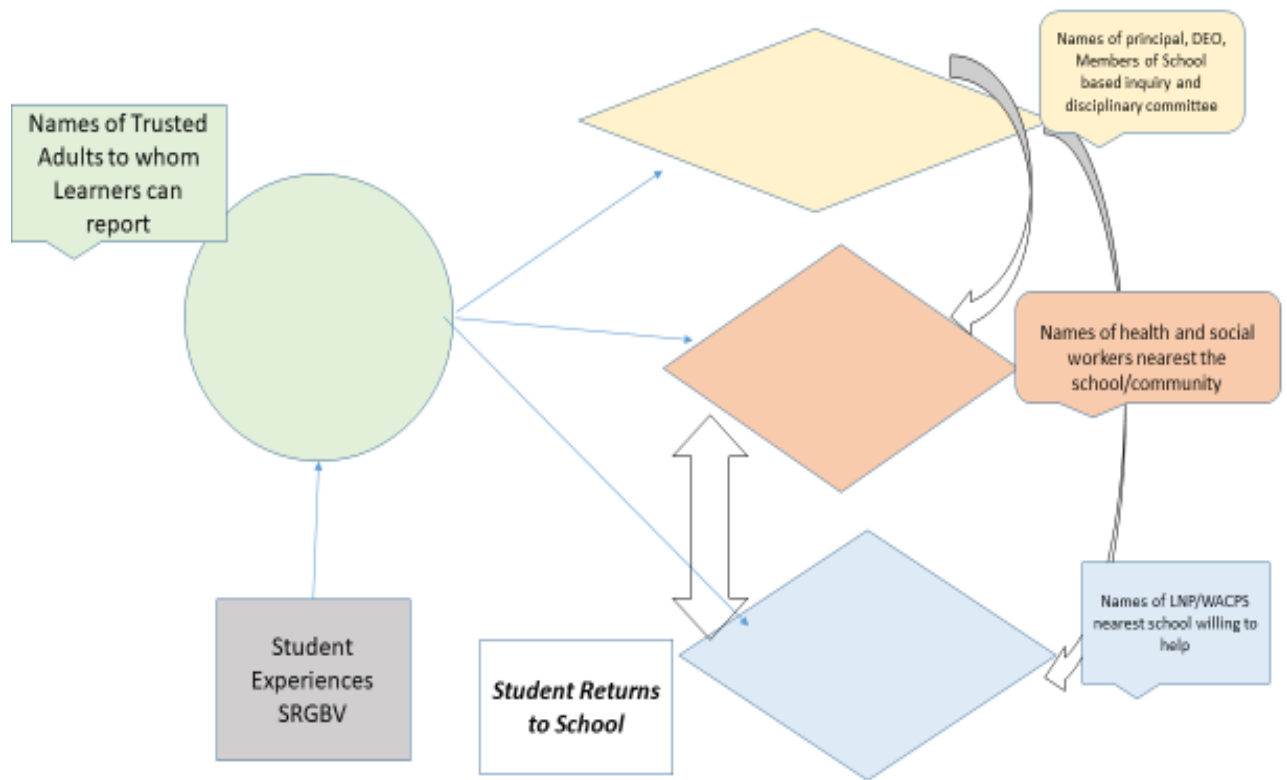 Names of principal, DEO,
Members of School
based inquiry and
disciplinary committee
Names of Trusted
Adults to whom
Learners can
report
Names of health and social
workers nearest the
school/community
Names of LNP/WACPS
nearest school willing to
help
Student
Experiences
SRGBV
Student Returns
to School